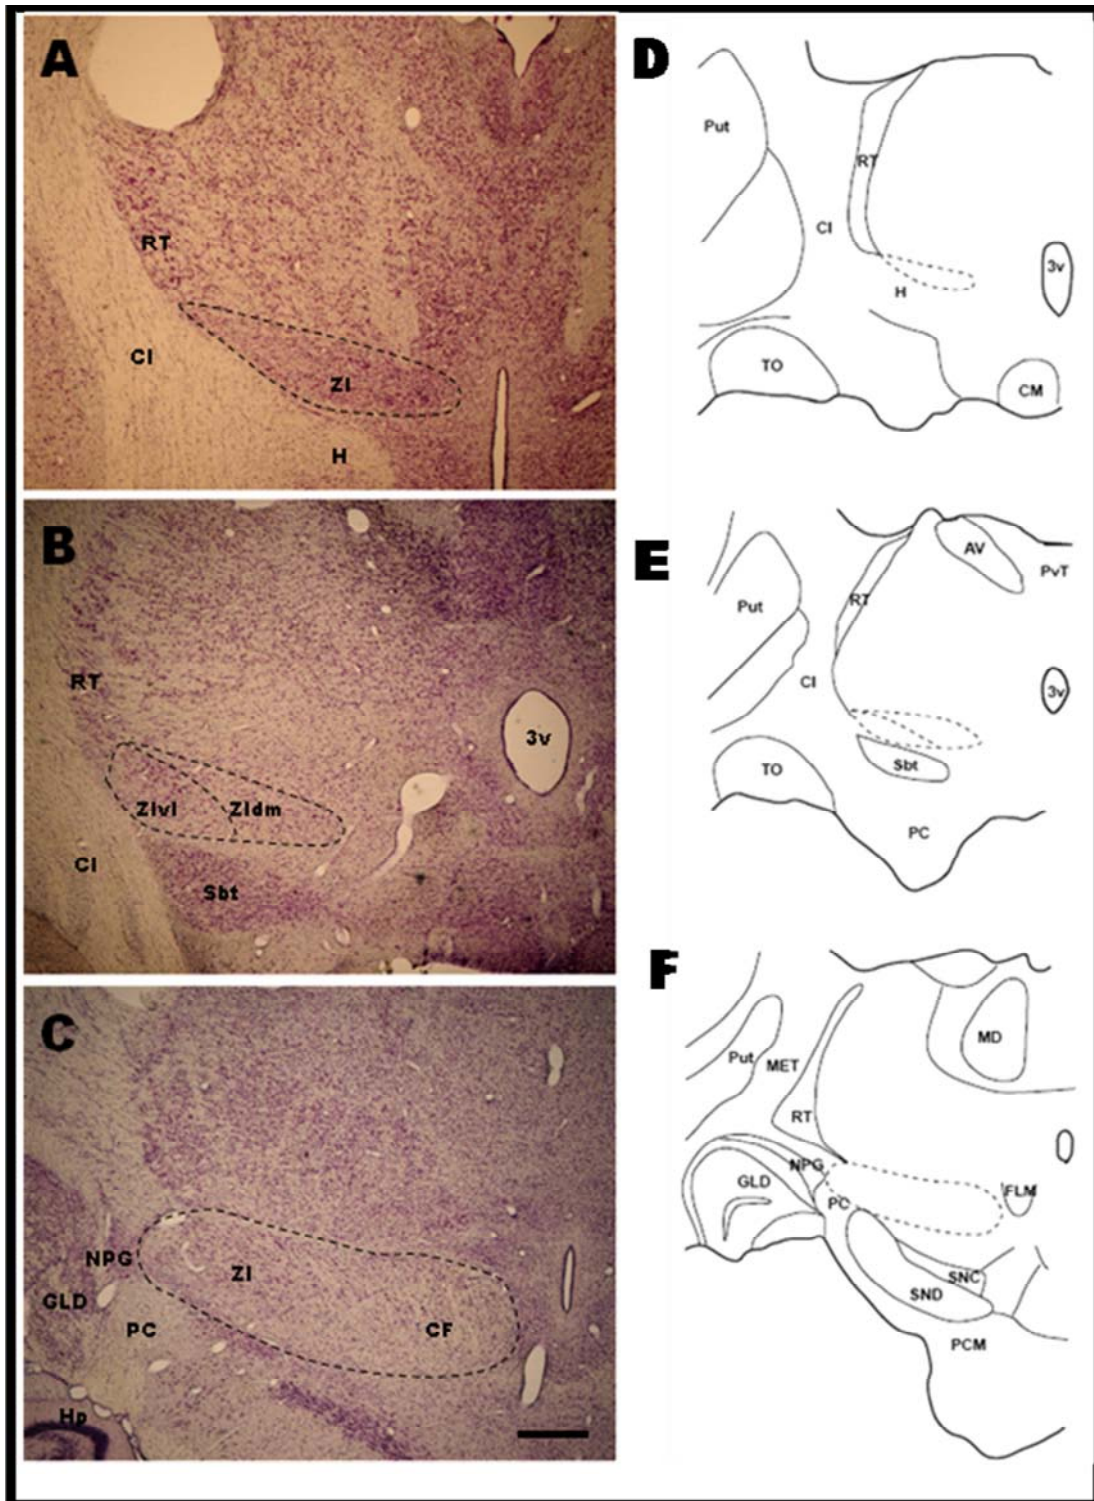 A
RT
CI
ZI
H
B
RT
3v
ZIvl
ZIdm
CI
Sbt
C
NPG
ZI
GLD
PC
CF
Hp
D
Put
RT
CI
3v
H
TO
CM
E
AV
PvT
RT
Put
CI
3v
Sbt
TO
PC
F
MD
Put
MET
RT
NPG
GLD
PC
FLM
SNC
SND
PCM